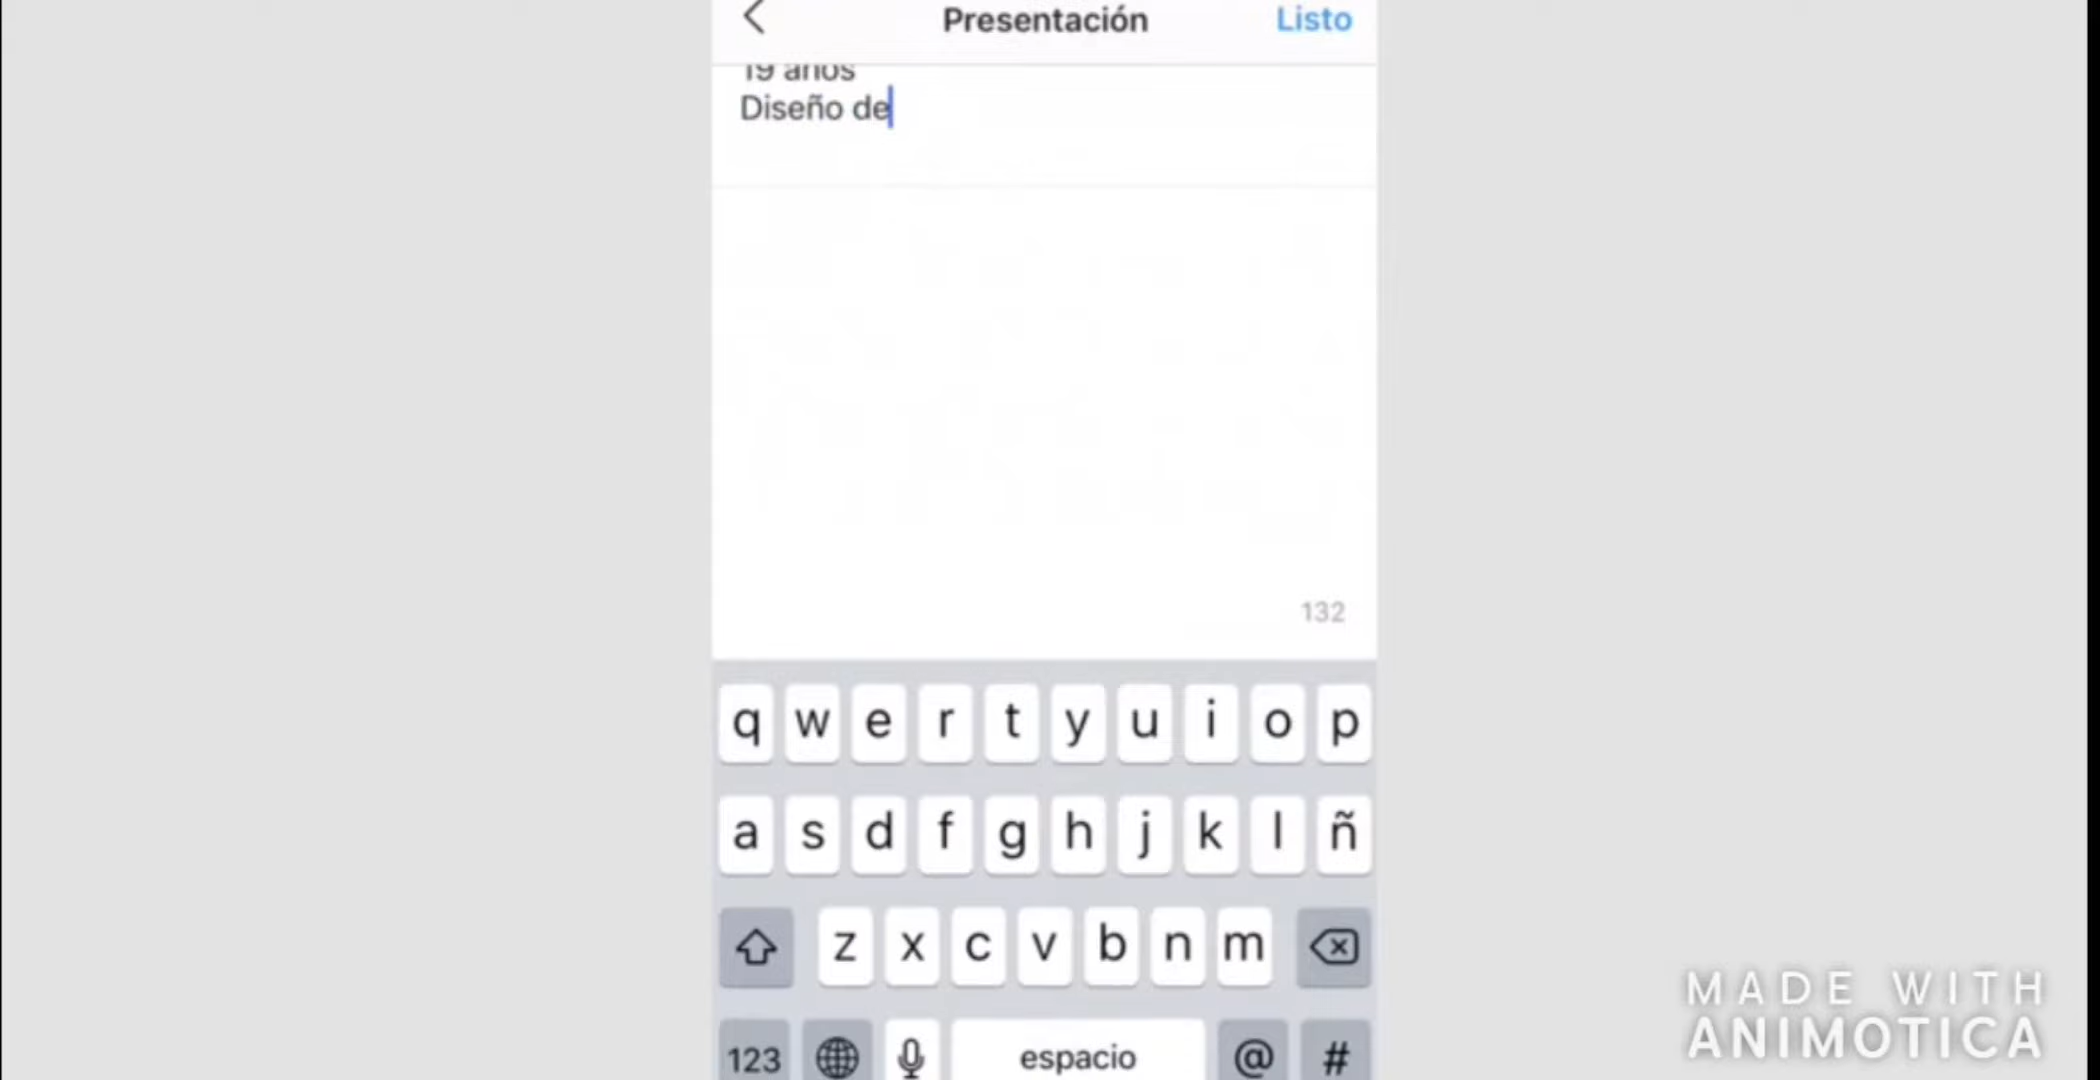 Presentación
Listo
19 años
Diseño de
132
q w e r t y u i o p
a s d f g h j k l ñ
z x c v b n m
123
espacio
@
#
MADE WITH
ANIMOTICA